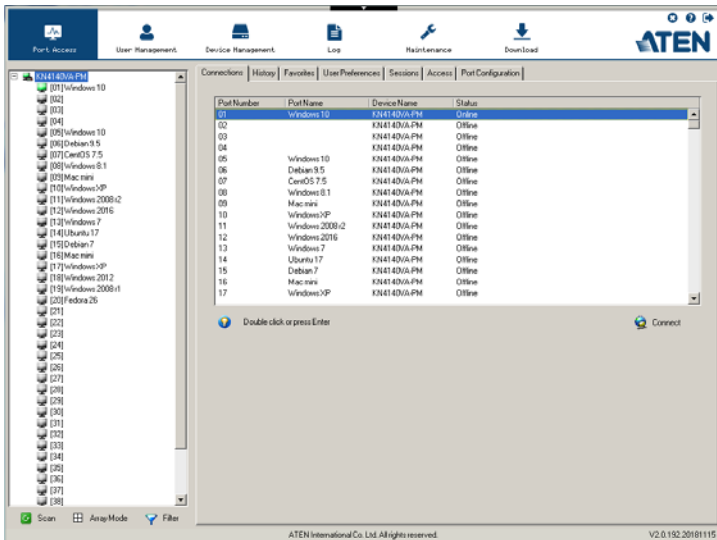 Port Access User Management Device Management Log Maintenance Download
ATEN
KN4140VA-PM
[01]Windows 10
[02]
[03]
[04]
[05]Windows 10
[06]Debian 9.5
[07]CentOS 7.5
[08]Windows 8.1
[09]Mac mini
[10]Windows XP
[11]Windows 2008 r2
[12]Windows 2016
[13]Windows 7
[14]Ubuntu 17
[15]Debian 7
[16]Mac mini
[17]Windows XP
[18]Windows 2012
[19]Windows 2008 r1
[20]Fedora 26
[21]
[22]
[23]
[24]
[25]
[26]
[27]
[28]
[29]
[30]
[31]
[32]
[33]
[34]
[35]
[36]
[37]
[38]
Scan Array Mode Filter
Connections History Favorites User Preferences Sessions Access Port Configuration
Port Number Port Name Device Name Status
01 Windows 10 KN4140VA-PM Online
02 KN4140VA-PM Offline
03 KN4140VA-PM Offline
04 KN4140VA-PM Offline
05 Windows 10 KN4140VA-PM Offline
06 Debian 9.5 KN4140VA-PM Offline
07 CentOS 7.5 KN4140VA-PM Offline
08 Windows 8.1 KN4140VA-PM Offline
09 Mac mini KN4140VA-PM Offline
10 Windows XP KN4140VA-PM Offline
11 Windows 2008 r2 KN4140VA-PM Offline
12 Windows 2016 KN4140VA-PM Offline
13 Windows 7 KN4140VA-PM Offline
14 Ubuntu 17 KN4140VA-PM Offline
15 Debian 7 KN4140VA-PM Offline
16 Mac mini KN4140VA-PM Offline
17 Windows XP KN4140VA-PM Offline
Double click or press Enter
Connect
ATEN International Co. Ltd. All rights reserved.
V2.0.192.20181115